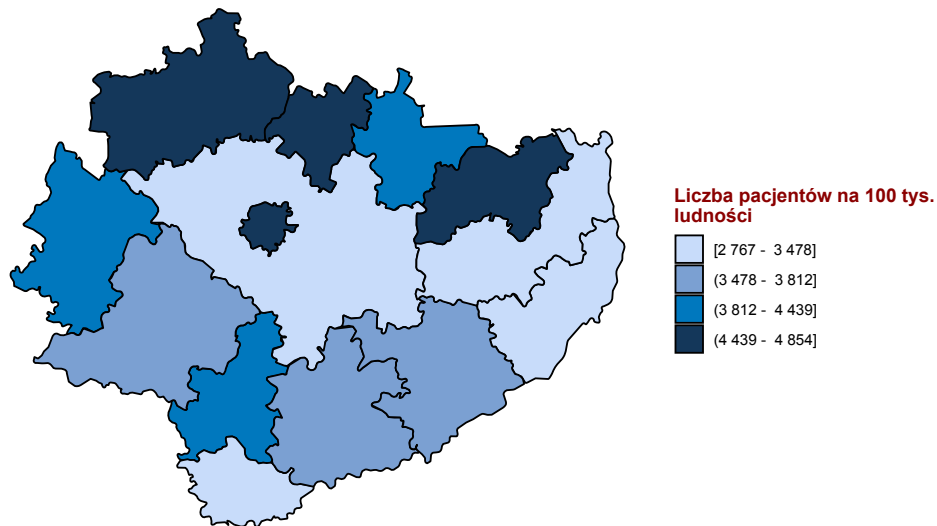 Liczba pacjentów na 100 tys.
ludności
[2 767 - 3 478]
(3 478 - 3 812]
(3 812 - 4 439]
(4 439 - 4 854]